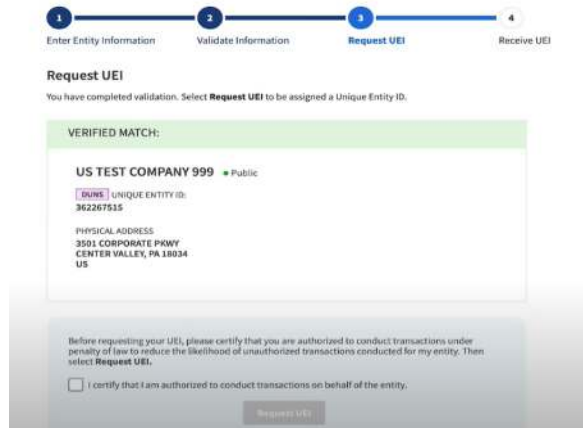 1 2 3 4
Enter Entity Information Validate Information Request UEI Receive UEI
Request UEI
You have completed validation. Select Request UEI to be assigned a Unique Entity ID.
VERIFIED MATCH:
US TEST COMPANY 999 • Public
DUNS UNIQUE ENTITY ID:
362267515
PHYSICAL ADDRESS
3501 CORPORATE PKWY
CENTER VALLEY, PA 18034
US
Before requesting your UEI, please certify that you are authorized to conduct transactions under
penalty of law to reduce the likelihood of unauthorized transactions conducted for my entity. Then
select Request UEI.
I certify that I am authorized to conduct transactions on behalf of the entity.
Request UEI